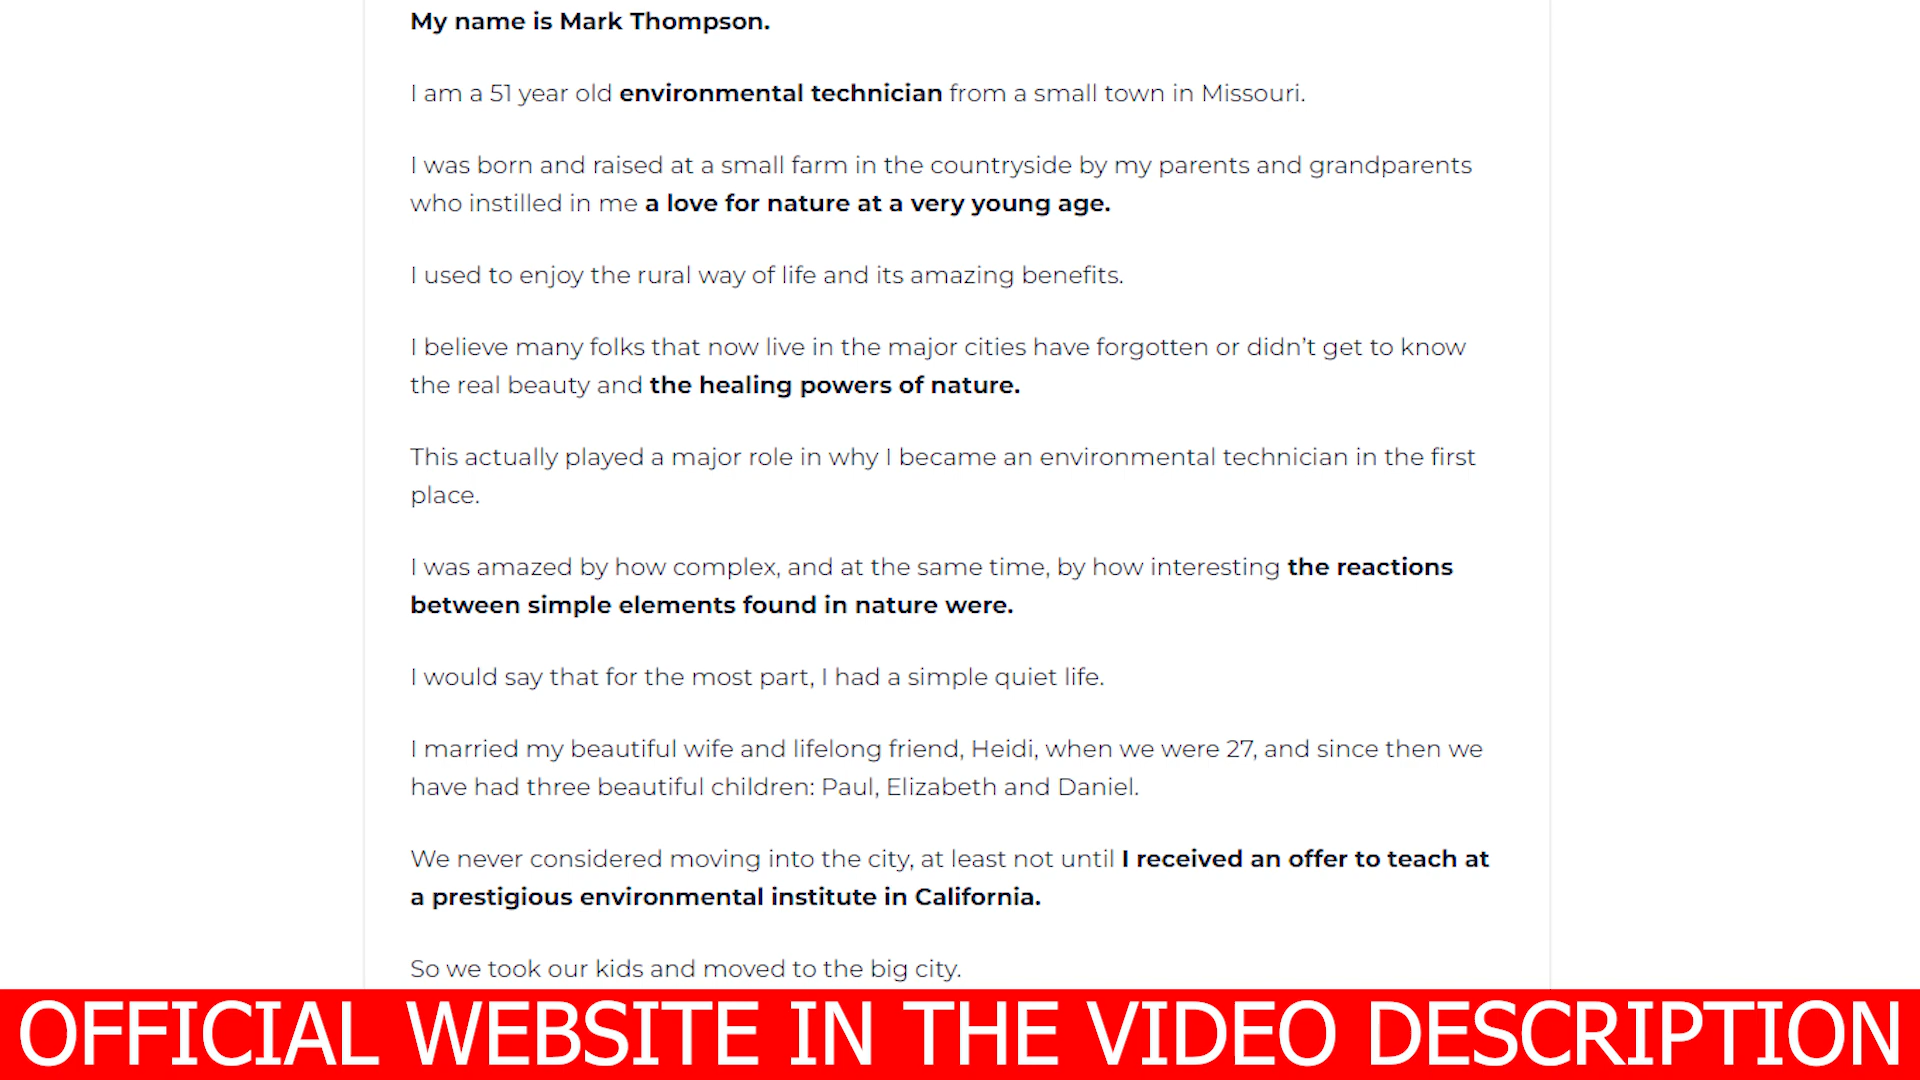 My name is Mark Thompson.
I am a 51 year old environmental technician from a small town in Missouri.
I was born and raised at a small farm in the countryside by my parents and grandparents
who instilled in me a love for nature at a very young age.
I used to enjoy the rural way of life and its amazing benefits.
I believe many folks that now live in the major cities have forgotten or didn’t get to know
the real beauty and the healing powers of nature.
This actually played a major role in why I became an environmental technician in the first
place.
I was amazed by how complex, and at the same time, by how interesting the reactions
between simple elements found in nature were.
I would say that for the most part, I had a simple quiet life.
I married my beautiful wife and lifelong friend, Heidi, when we were 27, and since then we
have had three beautiful children: Paul, Elizabeth and Daniel.
We never considered moving into the city, at least not until I received an offer to teach at
a prestigious environmental institute in California.
So we took our kids and moved to the big city.
OFFICIAL WEBSITE IN THE VIDEO DESCRIPTION